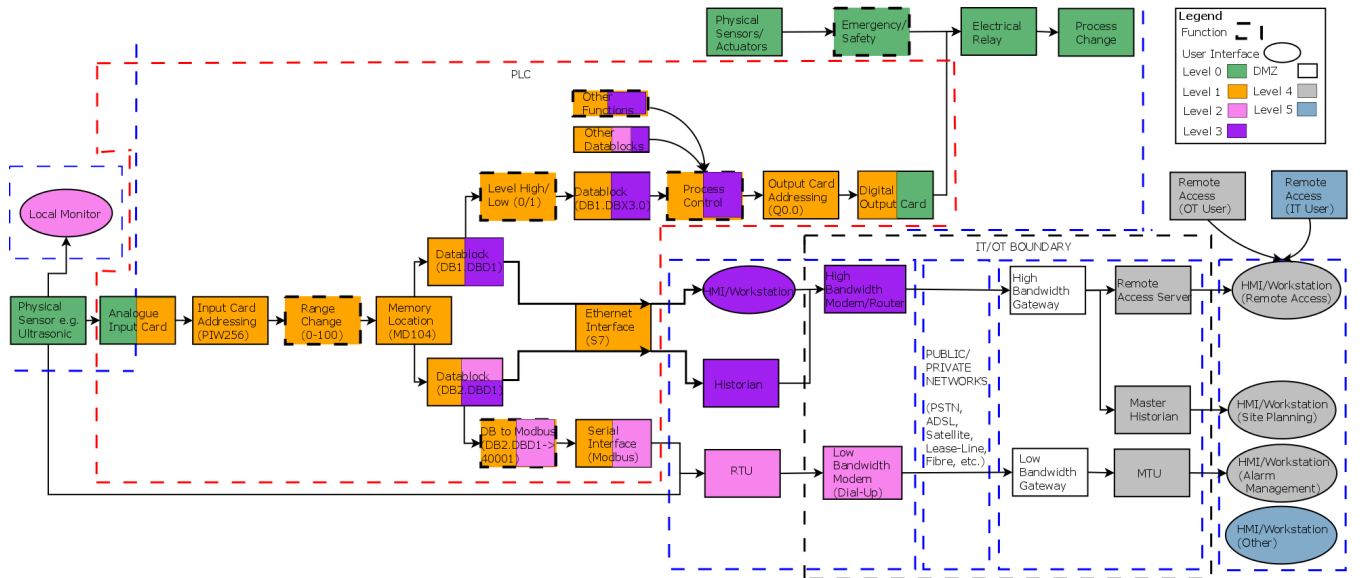 Physical
Sensors/
Actuators
Emergency/
Safety
Electrical
Relay
Process
Change
Legend
Function
User Interface
Level 0
DMZ
Level 1
Level 4
Level 2
Level 5
Level 3
PLC
Other
Functions
Other
Datablocks
Local Monitor
Level High/
Low (0/1)
Datablock
(DB1.DBX3.0)
Process
Control
Output Card
Addressing
(Q0.0)
Digital
Output Card
Remote
Access
(OT User)
Remote
Access
(IT User)
Datablock
(DB1.DBD1)
IT/OT BOUNDARY
HMI/Workstation
High
Bandwidth
Modem/Router
High
Bandwidth
Gateway
Remote
Access Server
HMI/Workstation
(Remote Access)
Physical
Sensor e.g.
Ultrasonic
Analogue
Input Card
Input Card
Addressing
(PIW256)
Range
Change
(0-100)
Memory
Location
(MD104)
Ethernet
Interface
(S7)
Datablock
(DB2.DBD1)
Historian
PUBLIC/
PRIVATE
NETWORKS
(PSTN,
ADSL,
Satellite,
Lease-Line,
Fibre, etc.)
Master
Historian
HMI/Workstation
(Site Planning)
DB to Modbus
(DB2.DBD1->
40001)
Serial
Interface
(Modbus)
RTU
Low
Bandwidth
Modem
(Dial-Up)
Low
Bandwidth
Gateway
MTU
HMI/Workstation
(Alarm
Management)
HMI/Workstation
(Other)